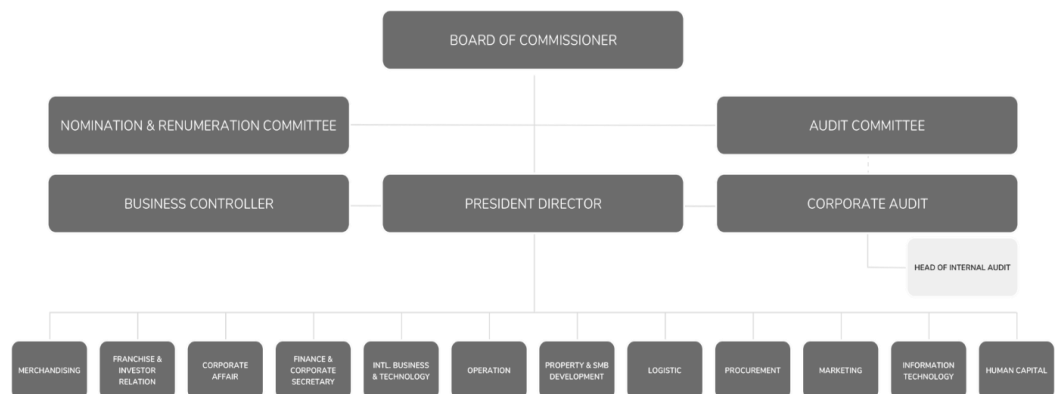 BOARD OF COMMISSIONER
NOMINATION & RENUMERATION COMMITTEE
AUDIT COMMITTEE
BUSINESS CONTROLLER
PRESIDENT DIRECTOR
CORPORATE AUDIT
HEAD OF INTERNAL AUDIT
MERCHANDISING
FRANCHISE &
INVESTOR
RELATION
CORPORATE
AFFAIR
FINANCE &
CORPORATE
SECRETARY
INTL. BUSINESS
& TECHNOLOGY
OPERATION
PROPERTY & SMB
DEVELOPMENT
LOGISTIC
PROCUREMENT
MARKETING
INFORMATION
TECHNOLOGY
HUMAN CAPITAL